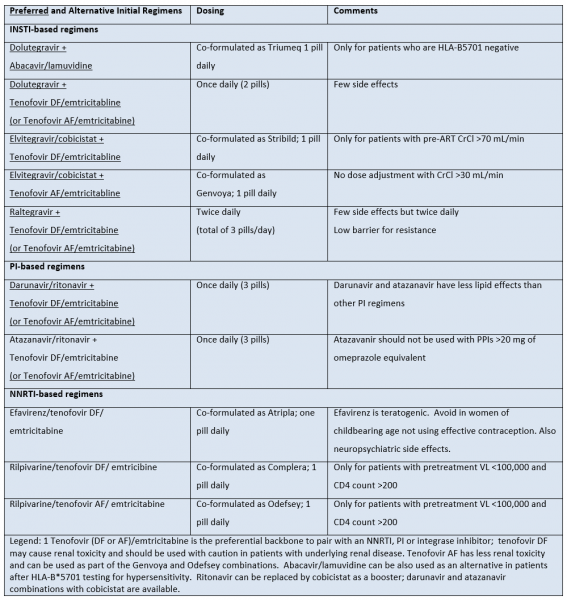 Preferred and Alternative Initial Regimens Dosing Comments
INSTI-based regimens
Dolutegravir + Co-formulated as Triumeq 1 pill Only for patients who are HLA-B5701 negative
Abacavir/lamuvidine daily
Dolutegravir + Once daily (2 pills) Few side effects
Tenofovir DF/emtricitabline
(or Tenofovir AF/emtricitabine)
Elvitegravir/cobicistat + Co-formulated as Stribild; 1 pill Only for patients with pre-ART CrCl >70 mL/min
Tenofovir DF/emtricitabline daily
Elvitegravir/cobicistat + Co-formulated as No dose adjustment with CrCl >30 mL/min
Tenofovir AF/emtricitabline Genvoya; 1 pill daily
Raltegravir + Twice daily Few side effects but twice daily
Tenofovir DF/emtricitabine (total of 3 pills/day) Low barrier for resistance
(or Tenofovir AF/emtricitabine)
PI-based regimens
Darunavir/ritonavir + Once daily (3 pills) Darunavir and atazanavir have less lipid effects than
Tenofovir DF/emtricitabine other PI regimens
(or Tenofovir AF/emtricitabine)
Atazanavir/ritonavir + Once daily (3 pills) Atazavanir should not be used with PPIs >20 mg of
Tenofovir DF/emtricitabine omeprazole equivalent
(or Tenofovir AF/emtricitabine)
NNRTI-based regimens
Efavirenz/tenofovir DF/ Co-formulated as Atripla; one Efavirenz is teratogenic. Avoid in women of
emtricitabine pill daily childbearing age not using effective contraception. Also
neuropsychiatric side effects.
Rilpivarine/tenofovir DF/ emtricibine Co-formulated as Complera; 1 Only for patients with pretreatment VL <100,000 and
pill daily CD4 count >200
Rilpivarine/tenofovir AF/ emtricitabine Co-formulated as Odefsey; 1 Only for patients with pretreatment VL <100,000 and
pill daily CD4 count >200
Legend: 1 Tenofovir (DF or AF)/emtricitabine is the preferential backbone to pair with an NNRTI, PI or integrase inhibitor; tenofovir DF
may cause renal toxicity and should be used with caution in patients with underlying renal disease. Tenofovir AF has less renal toxicity
and can be used as part of the Genvoya and Odefsey combinations. Abacavir/lamuvidine can be also used as an alternative in patients
after HLA-B*5701 testing for hypersensitivity. Ritonavir can be replaced by cobicistat as a booster; darunavir and atazanavir
combinations with cobicistat are available.